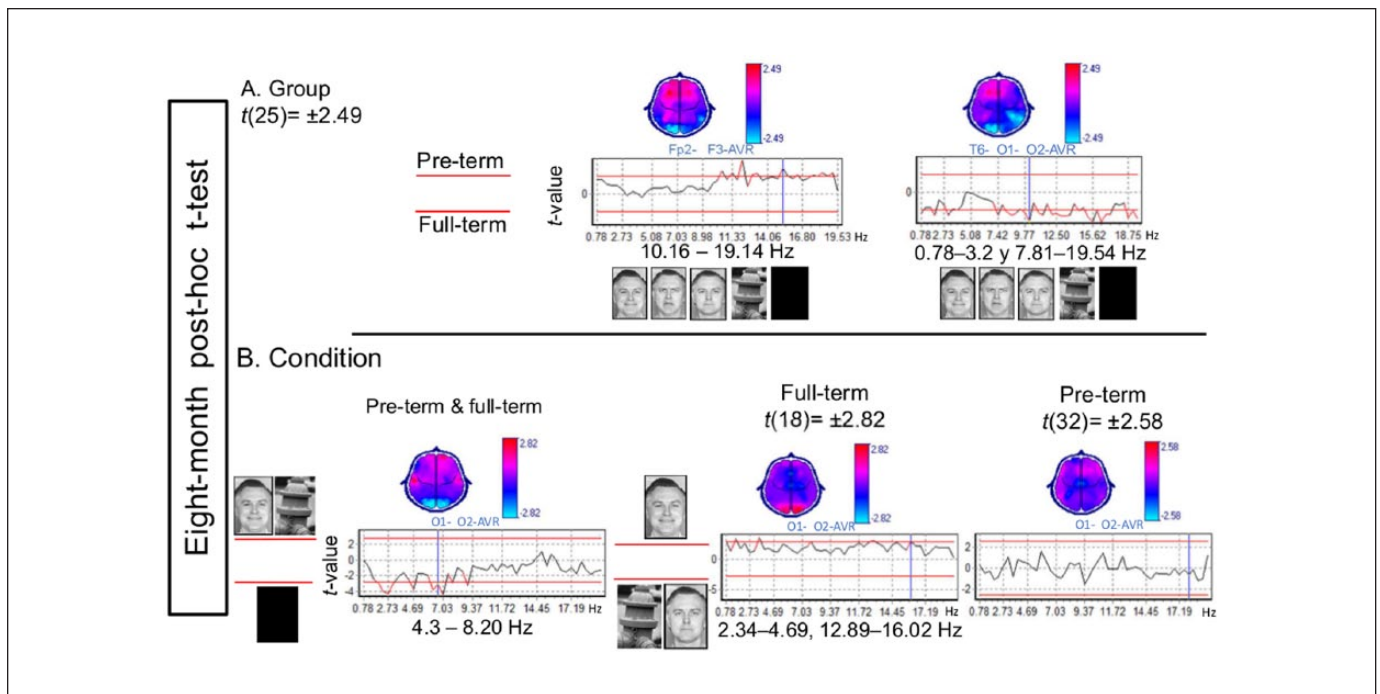 Eight-month post-hoc t-test
A. Group
t(25)= ±2.49
Pre-term
Full-term
2.49
-2.49
Fp2- F3-AVR
t-value
0
0.78 2.73 5.08 7.03 8.98 11.33 14.06 16.80 19.53 Hz
10.16 – 19.14 Hz
2.49
-2.49
T6- O1- O2-AVR
0
0.78 2.73 5.08 7.42 9.77 12.50 15.62 18.75 Hz
0.78–3.2 y 7.81–19.54 Hz
B. Condition
Pre-term & full-term
2.82
-2.82
O1- O2-AVR
t-value
2
0
-2
-4
0.78 2.73 4.69 7.03 9.37 11.72 14.45 17.19 Hz
4.3 – 8.20 Hz
Full-term
t(18)= ±2.82
2.82
-2.82
O1- O2-AVR
0
-5
0.78 2.73 4.69 7.03 9.37 11.72 14.45 17.19 Hz
2.34–4.69, 12.89–16.02 Hz
Pre-term
t(32)= ±2.58
2.58
-2.58
O1- O2-AVR
2
0
-2
0.78 2.73 4.69 7.03 9.37 11.72 14.45 17.19 Hz